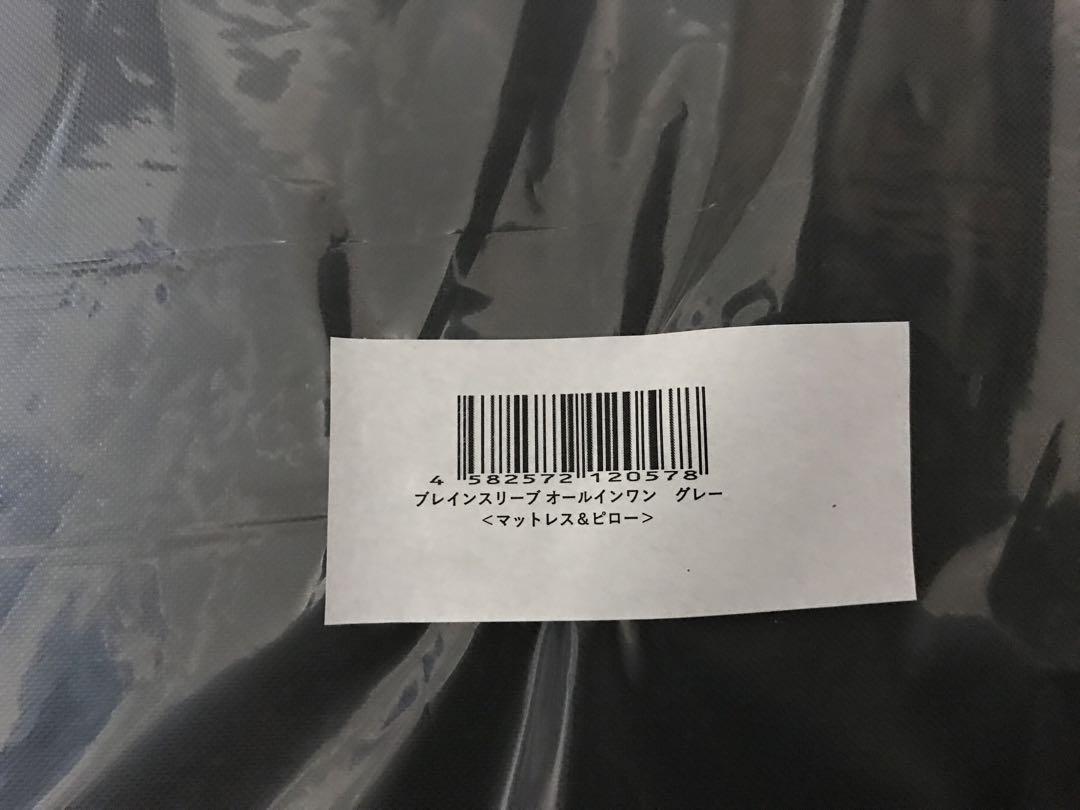 4 582572 120578
ブレインスリープ オールインワン　グレー
＜マットレス＆ピロー＞